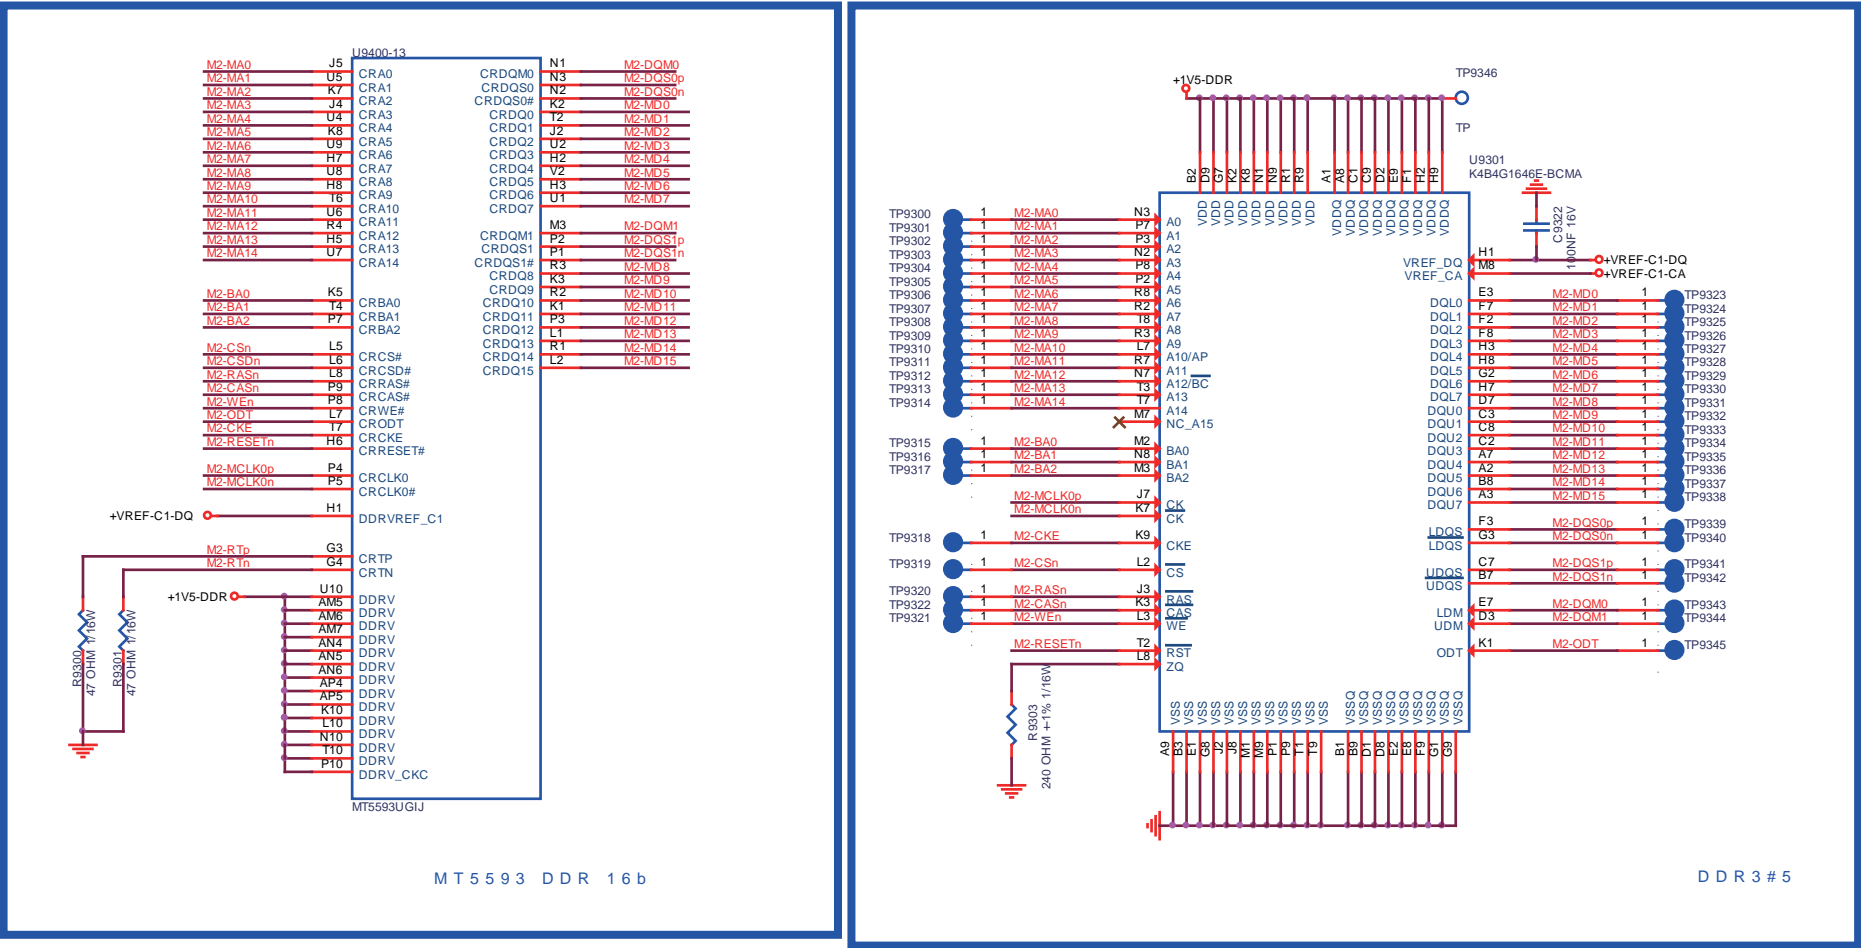 U9400-13
M2-MA0 J5 CRA0
M2-MA1 U5 CRA1
M2-MA2 K7 CRA2
M2-MA3 J4 CRA3
M2-MA4 U4 CRA4
M2-MA5 K8 CRA5
M2-MA6 U9 CRA6
M2-MA7 H7 CRA7
M2-MA8 U8 CRA8
M2-MA9 H8 CRA9
M2-MA10 T6 CRA10
M2-MA11 U6 CRA11
M2-MA12 R4 CRA12
M2-MA13 H5 CRA13
M2-MA14 U7 CRA14
M2-BA0 K5 CRBA0
M2-BA1 T4 CRBA1
M2-BA2 P7 CRBA2
M2-CSn L5 CRCS#
M2-CSDn L6 CRCSD#
M2-RASn L8 CRRAS#
M2-CASn P9 CRCAS#
M2-WEn P8 CRWE#
M2-ODT L7 CRODT
M2-CKE T7 CRCKE
M2-RESETn H6 CRRESET#
M2-MCLK0p P4 CRCLK0
M2-MCLK0n P5 CRCLK0#
+VREF-C1-DQ H1 DDRVREF_C1
M2-RTp G3 CRTP
M2-RTn G4 CRTN
+1V5-DDR U10 DDRV
AM5 DDRV
AM6 DDRV
AM7 DDRV
AN4 DDRV
AN5 DDRV
AN6 DDRV
AP4 DDRV
AP5 DDRV
K10 DDRV
L10 DDRV
N10 DDRV
T10 DDRV
P10 DDRV_CKC
R9300
47 OHM 1/16W
R9301
47 OHM 1/16W
CRDQM0 N1 M2-DQM0
CRDQS0 N3 M2-DQS0p
CRDQS0# N2 M2-DQS0n
CRDQ0 K2 M2-MD0
CRDQ1 T2 M2-MD1
CRDQ2 J2 M2-MD2
CRDQ3 U2 M2-MD3
CRDQ4 H2 M2-MD4
CRDQ5 V2 M2-MD5
CRDQ6 H3 M2-MD6
CRDQ7 U1 M2-MD7
CRDQM1 M3 M2-DQM1
CRDQS1 P2 M2-DQS1p
CRDQS1# P1 M2-DQS1n
CRDQ8 R3 M2-MD8
CRDQ9 K3 M2-MD9
CRDQ10 R2 M2-MD10
CRDQ11 K1 M2-MD11
CRDQ12 P3 M2-MD12
CRDQ13 L1 M2-MD13
CRDQ14 R1 M2-MD14
CRDQ15 L2 M2-MD15
MT5593UGIJ
MT5593 DDR 16b
+1V5-DDR
TP9346
TP
U9301
K4B4G1646E-BCMA
B2 D9 G7 K2 K8 N1 N9 R1 R9 A1 A8 C1 C9 D2 E9 F1 H2 H9
VDD VDD VDD VDD VDD VDD VDD VDD VDD VDDQ VDDQ VDDQ VDDQ VDDQ VDDQ VDDQ VDDQ VDDQ
C9322
100NF 16V
TP9300 1 M2-MA0 N3 A0
TP9301 1 M2-MA1 P7 A1
TP9302 1 M2-MA2 P3 A2
TP9303 1 M2-MA3 N2 A3
TP9304 1 M2-MA4 P8 A4
TP9305 1 M2-MA5 P2 A5
TP9306 1 M2-MA6 R8 A6
TP9307 1 M2-MA7 R2 A7
TP9308 1 M2-MA8 T8 A8
TP9309 1 M2-MA9 R3 A9
TP9310 1 M2-MA10 L7 A10/AP
TP9311 1 M2-MA11 R7 A11
TP9312 1 M2-MA12 N7 A12/BC
TP9313 1 M2-MA13 T3 A13
TP9314 1 M2-MA14 T7 A14
M7 NC_A15
TP9315 1 M2-BA0 M2 BA0
TP9316 1 M2-BA1 N8 BA1
TP9317 1 M2-BA2 M3 BA2
M2-MCLK0p J7 CK
M2-MCLK0n K7 CK
TP9318 1 M2-CKE K9 CKE
TP9319 1 M2-CSn L2 CS
TP9320 1 M2-RASn J3 RAS
TP9322 1 M2-CASn K3 CAS
TP9321 1 M2-WEn L3 WE
M2-RESETn T2 RST
L8 ZQ
R9303
240 OHM +-1% 1/16W
VREF_DQ H1 +VREF-C1-DQ
VREF_CA M8 +VREF-C1-CA
DQL0 E3 M2-MD0 1 TP9323
DQL1 F7 M2-MD1 1 TP9324
DQL2 F2 M2-MD2 1 TP9325
DQL3 F8 M2-MD3 1 TP9326
DQL4 H3 M2-MD4 1 TP9327
DQL5 H8 M2-MD5 1 TP9328
DQL6 G2 M2-MD6 1 TP9329
DQL7 H7 M2-MD7 1 TP9330
DQU0 D7 M2-MD8 1 TP9331
DQU1 C3 M2-MD9 1 TP9332
DQU2 C8 M2-MD10 1 TP9333
DQU3 C2 M2-MD11 1 TP9334
DQU4 A7 M2-MD12 1 TP9335
DQU5 A2 M2-MD13 1 TP9336
DQU6 B8 M2-MD14 1 TP9337
DQU7 A3 M2-MD15 1 TP9338
LDQS F3 M2-DQS0p 1 TP9339
LDQS G3 M2-DQS0n 1 TP9340
UDQS C7 M2-DQS1p 1 TP9341
UDQS B7 M2-DQS1n 1 TP9342
LDM E7 M2-DQM0 1 TP9343
UDM D3 M2-DQM1 1 TP9344
ODT K1 M2-ODT 1 TP9345
VSS VSS VSS VSS VSS VSS VSS VSS VSS VSS VSS VSS VSSQ VSSQ VSSQ VSSQ VSSQ VSSQ VSSQ VSSQ VSSQ
A9 B3 E1 G8 J2 J8 M1 M9 P1 P9 T1 T9 B1 B9 D1 D8 E2 E8 F9 G1 G9
DDR3#5